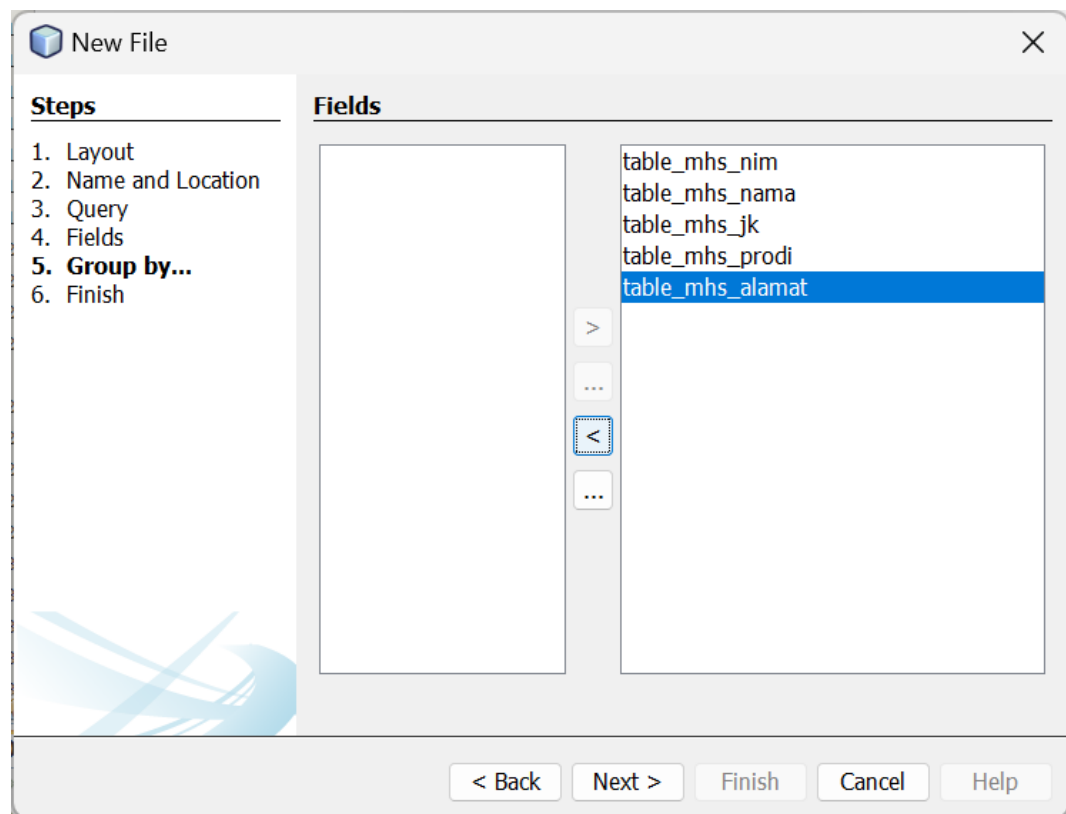 New File
Steps
1. Layout
2. Name and Location
3. Query
4. Fields
5. Group by...
6. Finish
Fields
table_mhs_nim
table_mhs_nama
table_mhs_jk
table_mhs_prodi
table_mhs_alamat
>
...
<
...
< Back
Next >
Finish
Cancel
Help